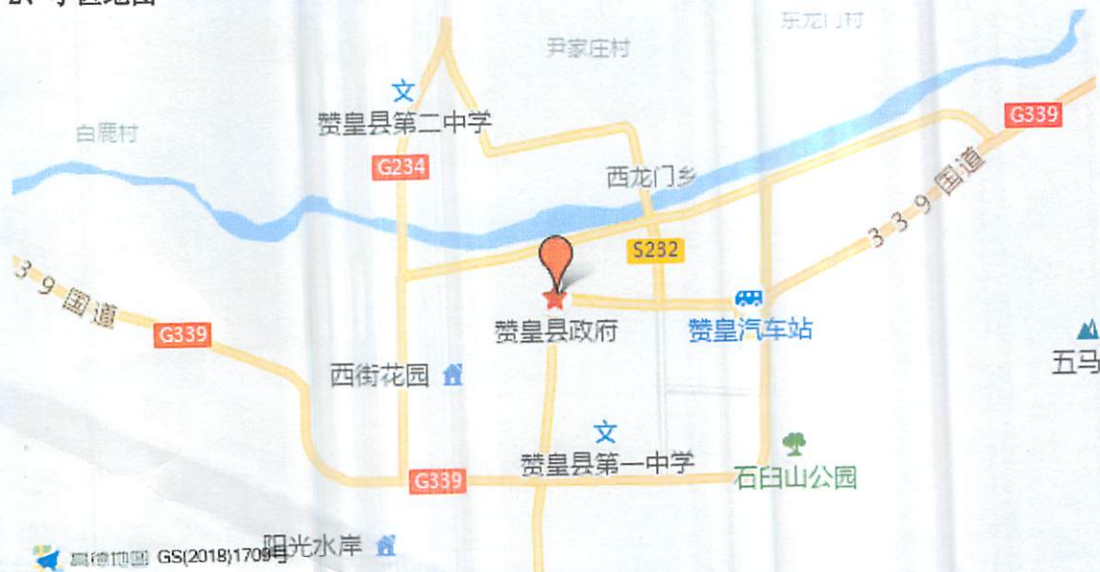 东龙门村
尹家庄村
文
赞皇县第二中学
G339
白鹿村
G234
西龙门乡
339国道
S232
39国道
G339
赞皇县政府
赞皇汽车站
五马
西街花园
文
赞皇县第一中学
石臼山公园
G339
阳光水岸
高德地图 GS(2018)1709号